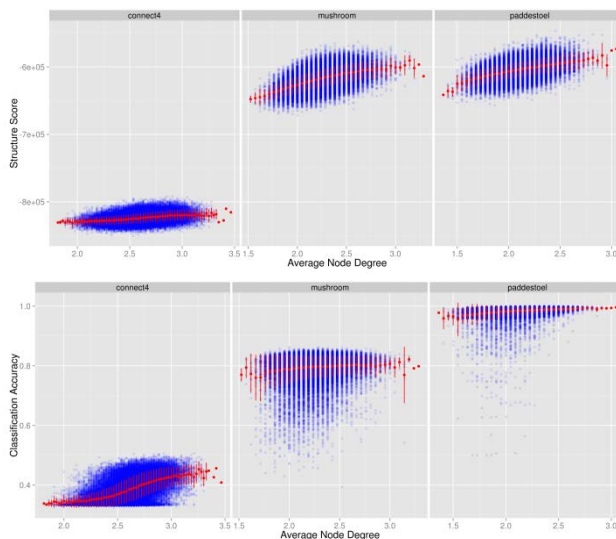 connect4 mushroom paddestoel
Structure Score
-6e+05
-7e+05
-8e+05
2.0 2.5 3.0 3.5 1.5 2.0 2.5 3.0 1.5 2.0 2.5 3.0
Average Node Degree
connect4 mushroom paddestoel
Classification Accuracy
1.0
0.8
0.6
0.4
2.0 2.5 3.0 3.5 1.5 2.0 2.5 3.0 1.5 2.0 2.5 3.0
Average Node Degree